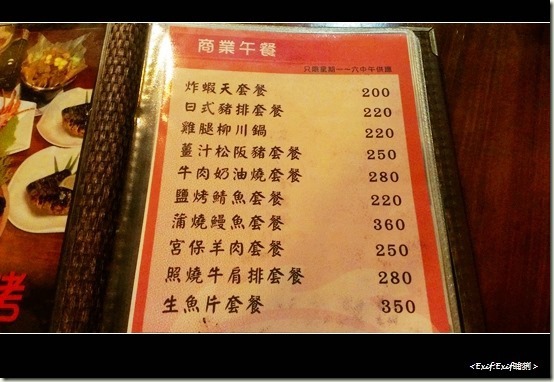 商業午餐
只限星期一~六中午供應
炸蝦天套餐 200
日式豬排套餐 220
雞腿柳川鍋 220
薑汁松阪豬套餐 250
牛肉奶油燒套餐 280
鹽烤鯖魚套餐 220
蒲燒鰻魚套餐 360
宮保羊肉套餐 250
照燒牛肩排套餐 280
生魚片套餐 350
烤